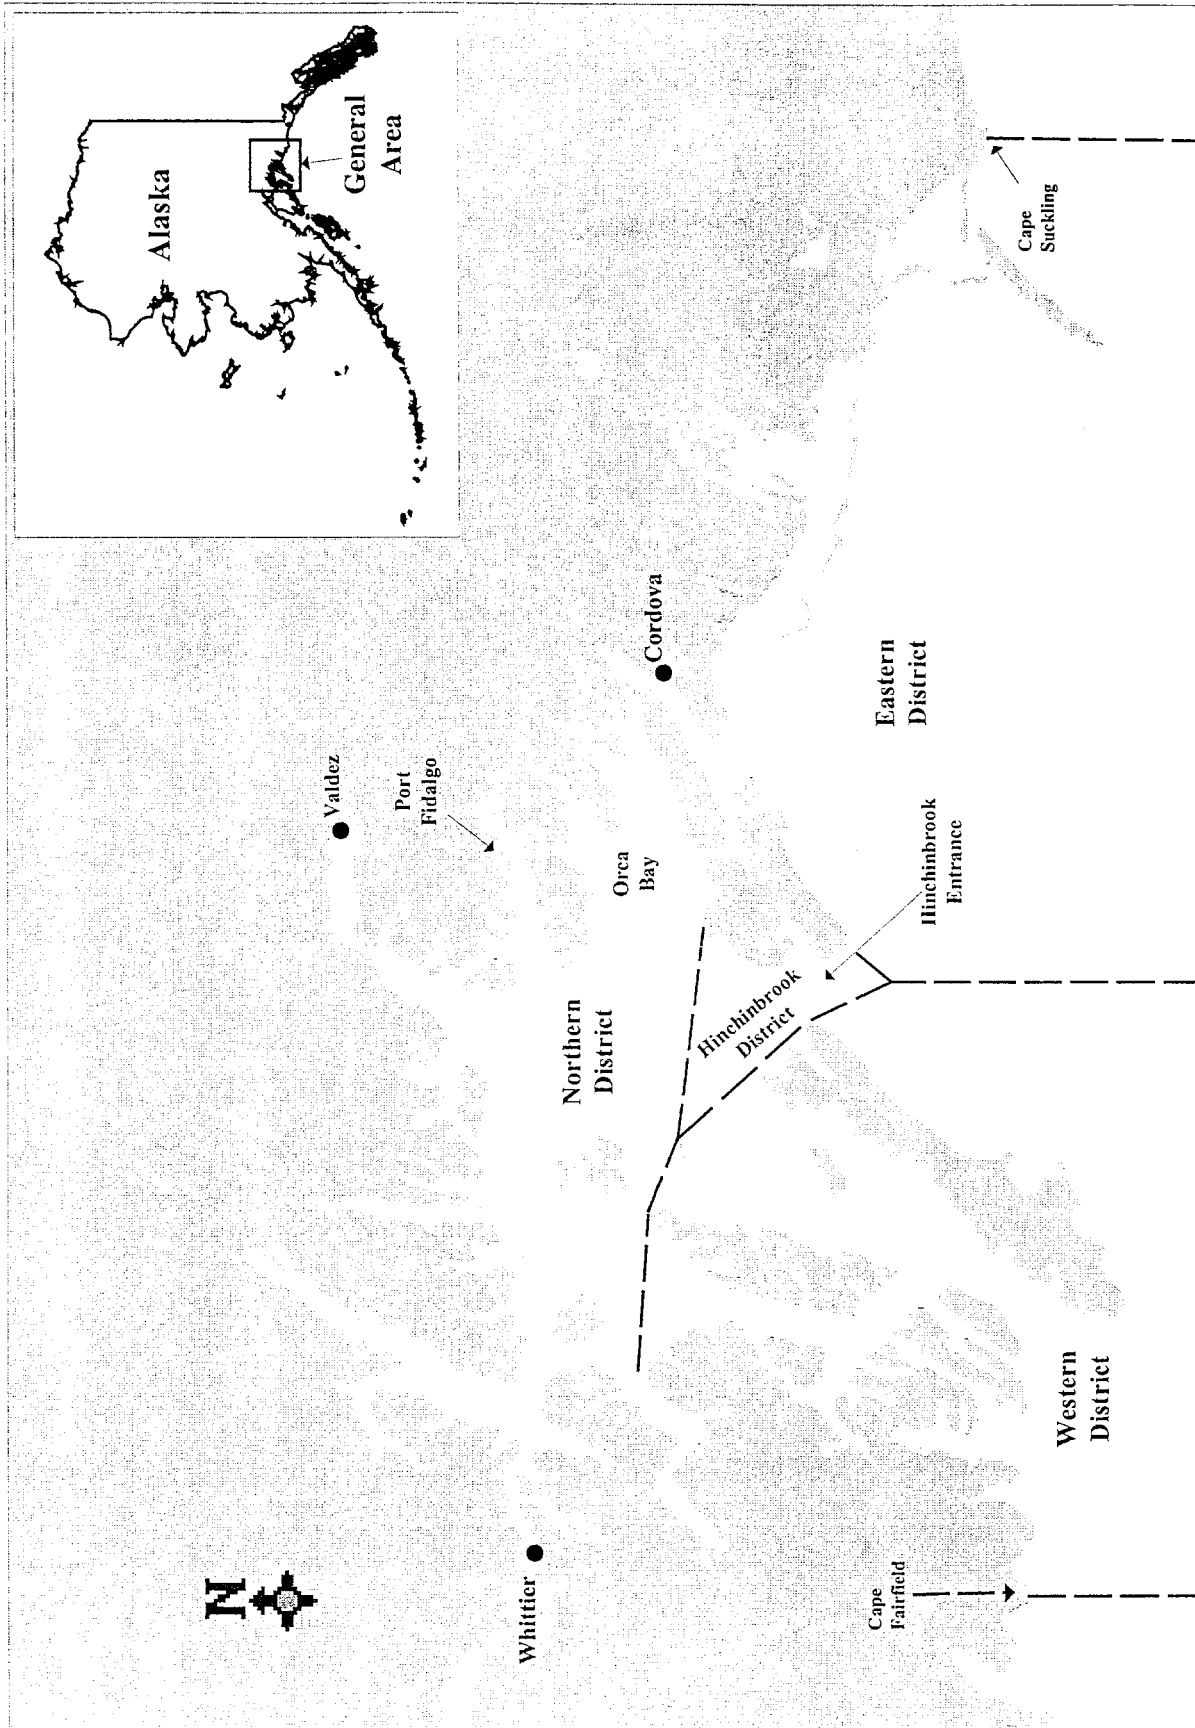 N
Alaska
General
Area
Valdez
Port
Fidalgo
Cordova
Orca
Bay
Whittier
Northern
District
Hinchinbrook
District
Hinchinbrook
Entrance
Eastern
District
Cape
Suckling
Cape
Fairfield
Western
District